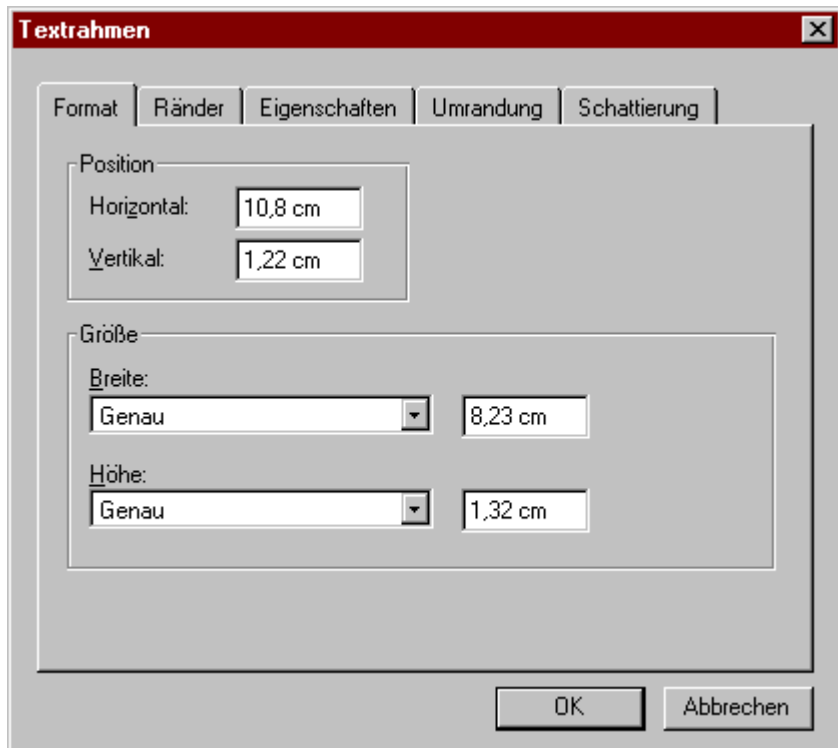 Textrahmen
Format Ränder Eigenschaften Umrandung Schattierung
Position
Horizontal: 10,8 cm
Vertikal: 1,22 cm
Größe
Breite:
Genau 8,23 cm
Höhe:
Genau 1,32 cm
OK Abbrechen